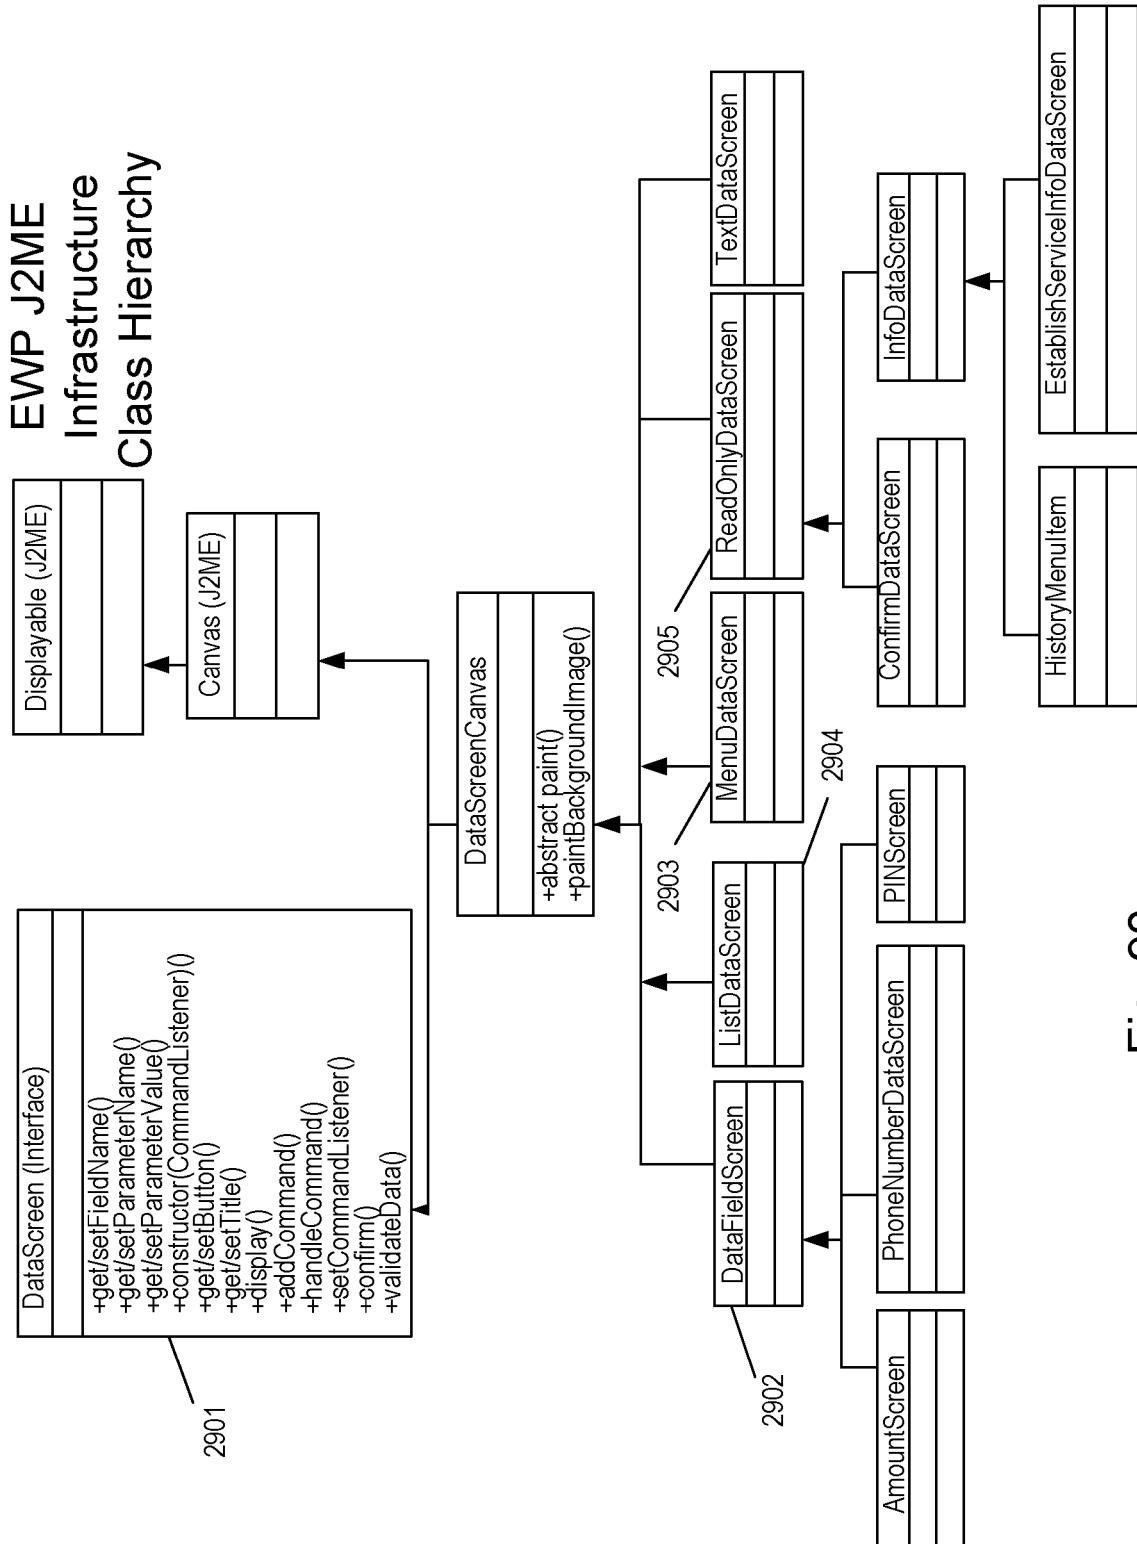 EWP J2ME
Infrastructure
Class Hierarchy
DataScreen (Interface)
+get/setFieldName()
+get/setParameterName()
+get/setParameterValue()
+constructor(CommandListener)()
+get/setButton()
+get/setTitle()
+display()
+addCommand()
+handleCommand()
+setCommandListener()
+confirm()
+validateData()
2901
Displayable (J2ME)
Canvas (J2ME)
DataScreenCanvas
+abstract paint()
+paintBackgroundImage()
2902
2903
2904
2905
DataFieldScreen
ListDataScreen
MenuDataScreen
ReadOnlyDataScreen
TextDataScreen
AmountScreen
PhoneNumberDataScreen
PINScreen
ConfirmDataScreen
InfoDataScreen
HistoryMenuItem
EstablishServiceInfoDataScreen